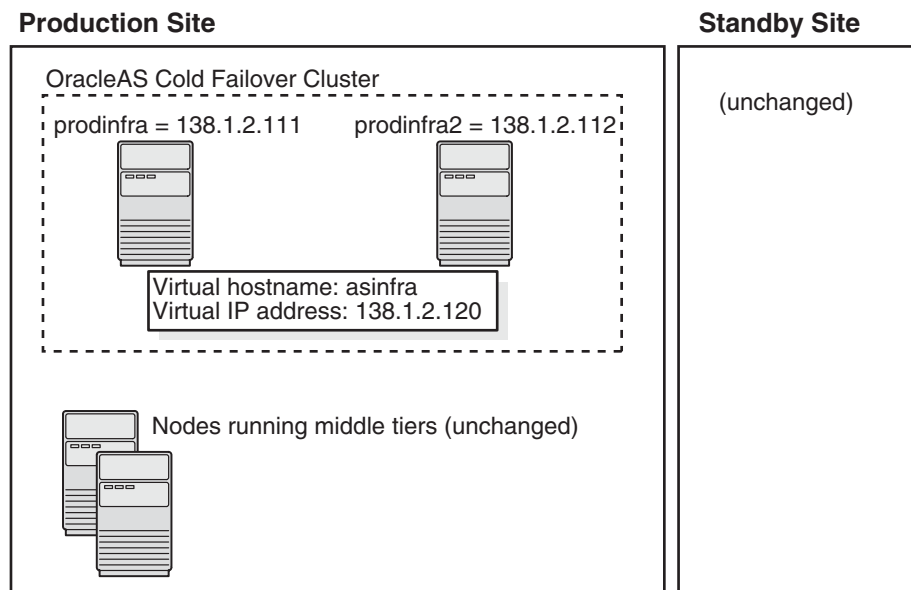 Production Site
Standby Site
OracleAS Cold Failover Cluster
(unchanged)
prodinfra = 138.1.2.111
prodinfra2 = 138.1.2.112
Virtual hostname: asinfra
Virtual IP address: 138.1.2.120
Nodes running middle tiers (unchanged)